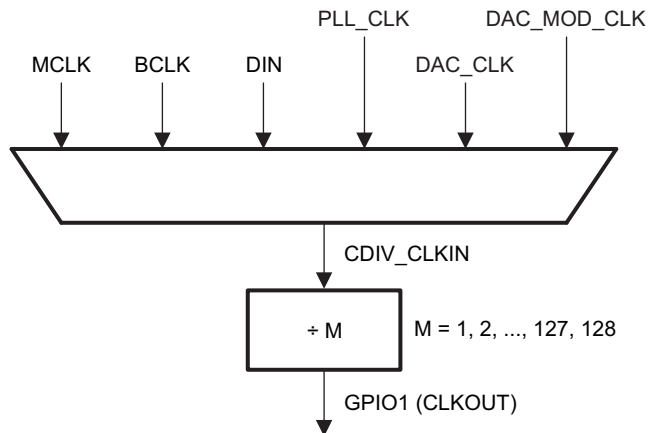 PLL_CLK
DAC_MOD_CLK
MCLK
BCLK
DIN
DAC_CLK
CDIV_CLKIN
÷ M
M = 1, 2, ..., 127, 128
GPIO1 (CLKOUT)